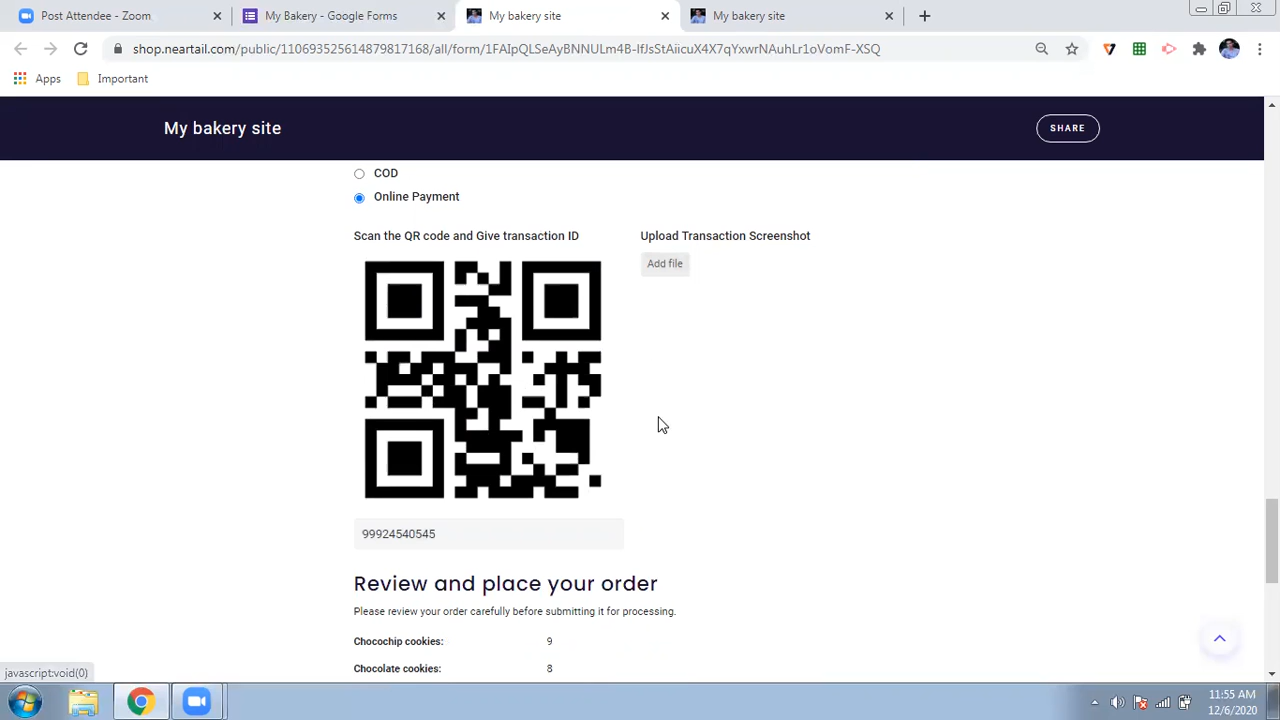 Post Attendee - Zoom
My Bakery - Google Forms
My bakery site
My bakery site
shop.neartail.com/public/110693525614879817168/all/form/1FAIpQLSeAyBNNULm4B-IfJsStAiicuX4X7qYxwrNAuhLr1oVomF-XSQ
Apps
Important
My bakery site
SHARE
COD
Online Payment
Scan the QR code and Give transaction ID
Upload Transaction Screenshot
Add file
99924540545
Review and place your order
Please review your order carefully before submitting it for processing.
Chocochip cookies: 9
Chocolate cookies: 8
javascript:void(0)
11:55 AM
12/6/2020